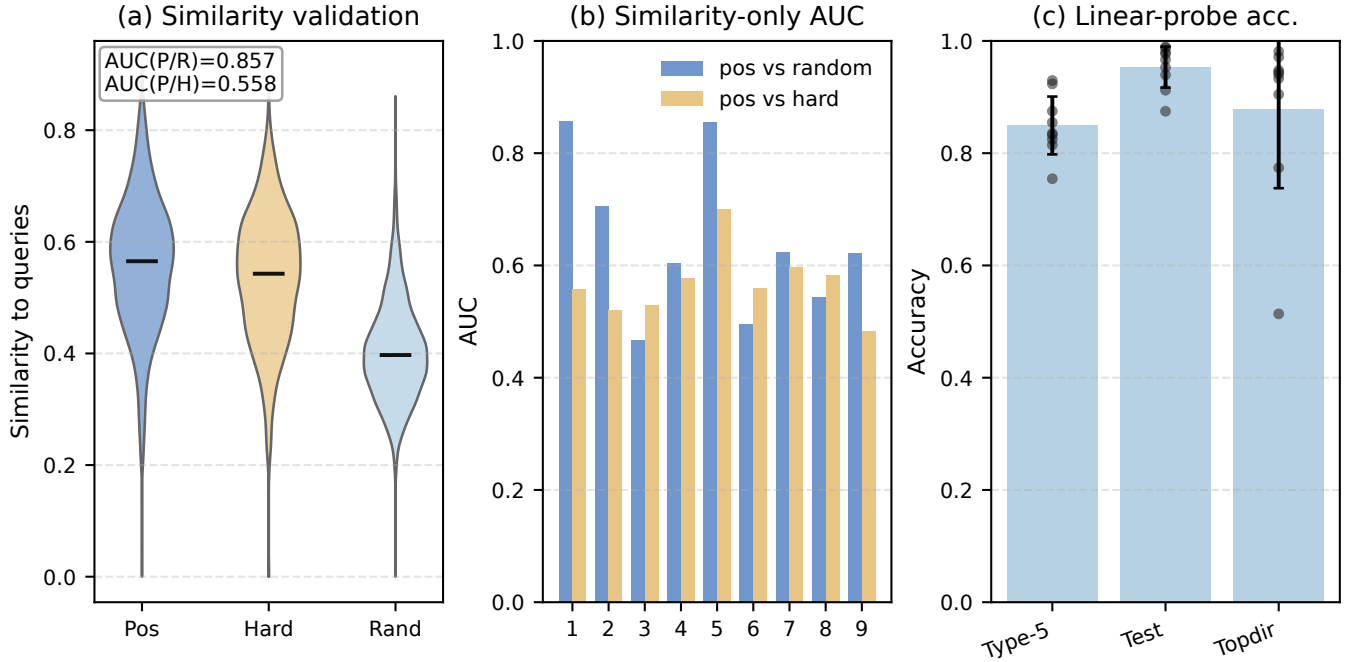 (a) Similarity validation
AUC(P/R)=0.857
AUC(P/H)=0.558
Similarity to queries
0.8
0.6
0.4
0.2
0.0
Pos
Hard
Rand
(b) Similarity-only AUC
pos vs random
pos vs hard
AUC
1.0
0.8
0.6
0.4
0.2
0.0
1
2
3
4
5
6
7
8
9
(c) Linear-probe acc.
Accuracy
1.0
0.8
0.6
0.4
0.2
0.0
Type-5
Test
Topdir